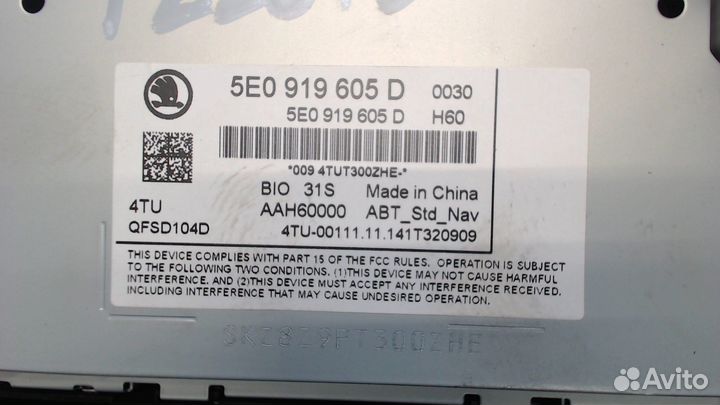 5E0 919 605 D 0030
5E0 919 605 D H60
*009 4TUT300ZHE-*
BIO 31S Made in China
4TU AAH60000 ABT_Std_Nav
QFSD104D 4TU-00111.11.141T320909
THIS DEVICE COMPLIES WITH PART 15 OF THE FCC RULES. OPERATION IS SUBJECT
TO THE FOLLOWING TWO CONDITIONS. (1)THIS DEVICE MAY NOT CAUSE HARMFUL
INTERFERENCE. AND (2)THIS DEVICE MUST ACCEPT ANY INTERFERENCE RECEIVED,
INCLUDING INTERFERENCE THAT MAY CAUSE UNDESIRED OPERATION.
SKZ8Z9PT300ZHE
Avito